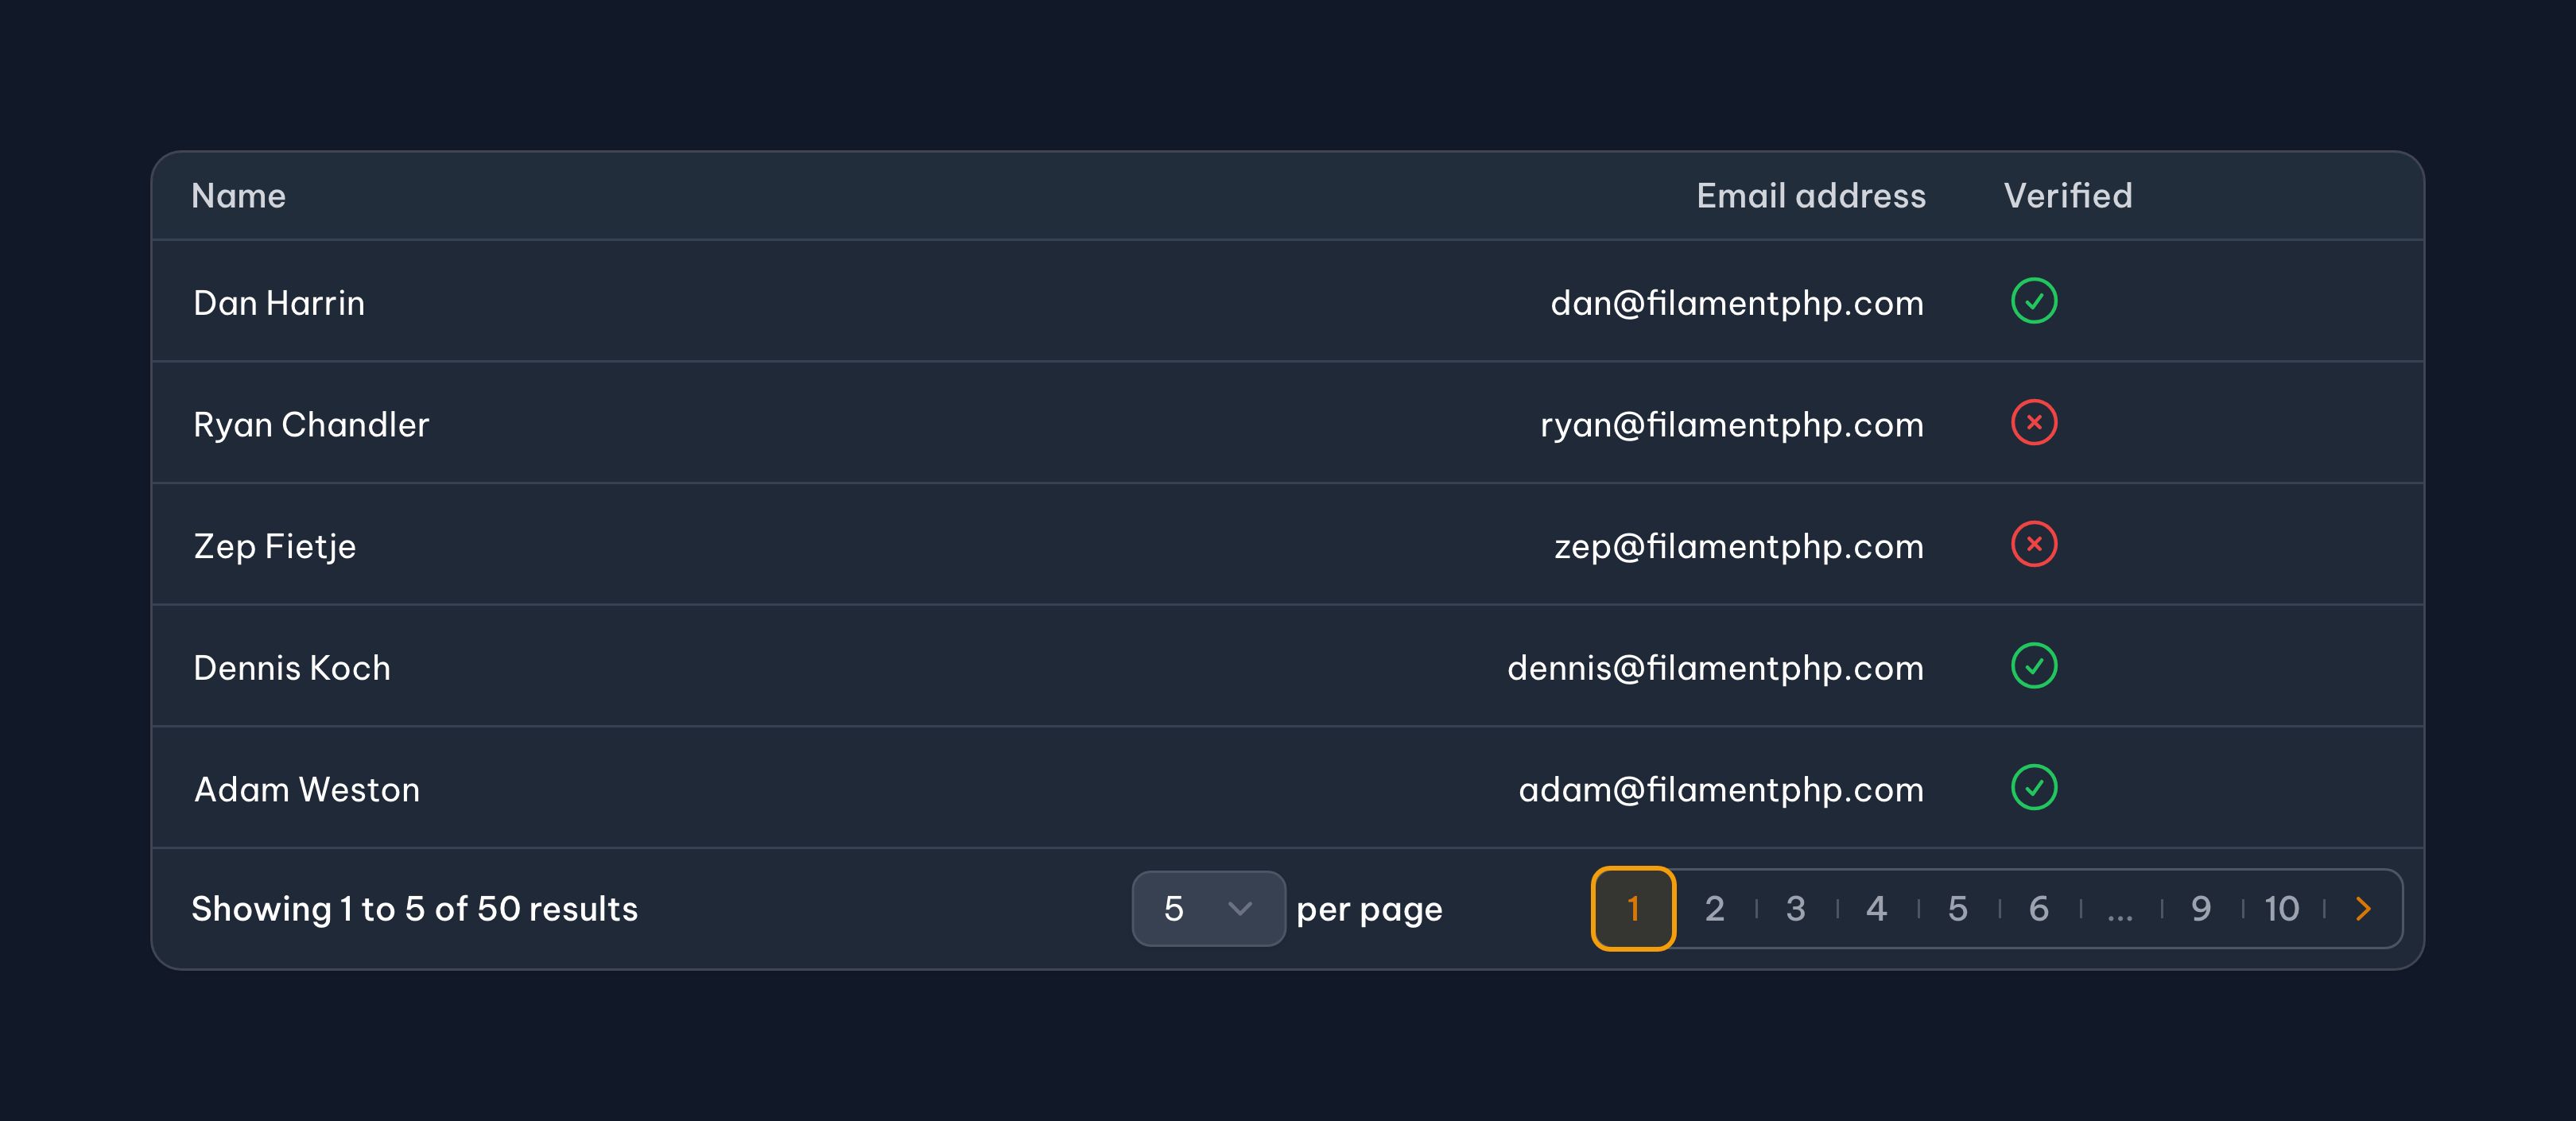 Name Email address Verified
Dan Harrin dan@filamentphp.com
Ryan Chandler ryan@filamentphp.com
Zep Fietje zep@filamentphp.com
Dennis Koch dennis@filamentphp.com
Adam Weston adam@filamentphp.com
Showing 1 to 5 of 50 results 5 per page 1 2 3 4 5 6 ... 9 10